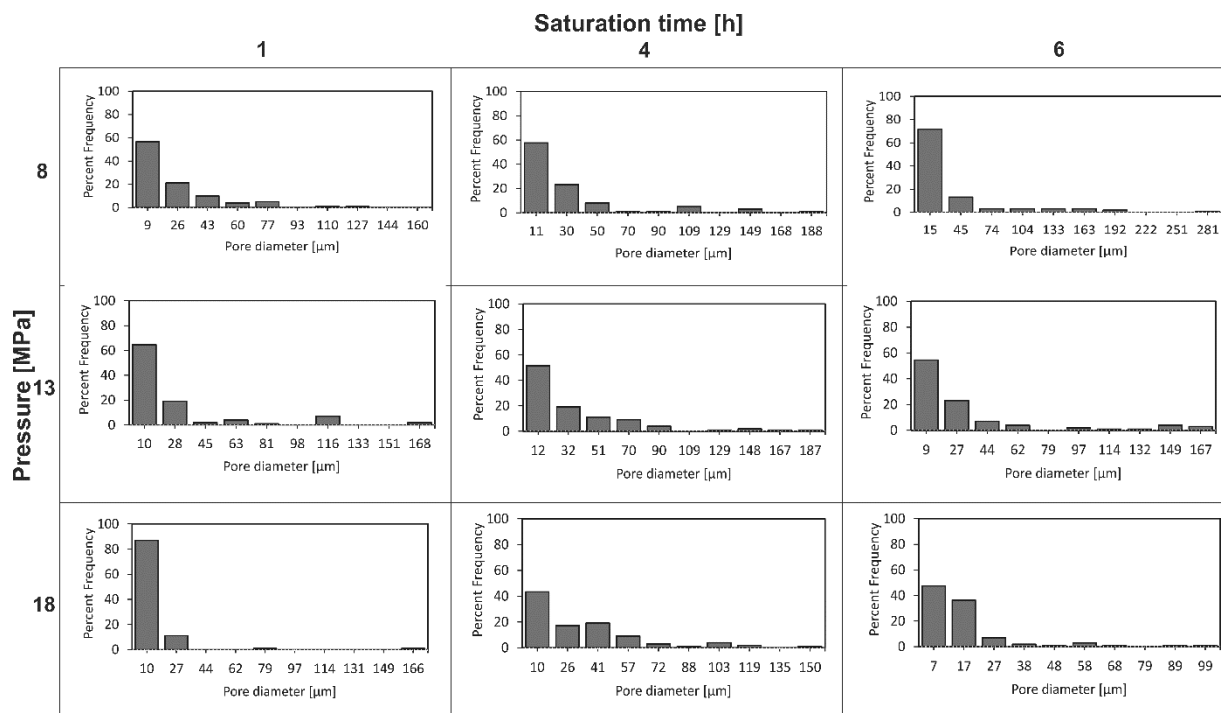 Saturation time [h]
1 4 6
Pressure [MPa]
8
Percent Frequency
100
80
60
40
20
0
9 26 43 60 77 93 110 127 144 160
Pore diameter [µm]
Percent Frequency
100
80
60
40
20
0
11 30 50 70 90 109 129 149 168 188
Pore diameter [µm]
Percent Frequency
100
80
60
40
20
0
15 45 74 104 133 163 192 222 251 281
Pore diameter [µm]
13
Percent Frequency
100
80
60
40
20
0
10 28 45 63 81 98 116 133 151 168
Pore diameter [µm]
Percent Frequency
100
80
60
40
20
0
12 32 51 70 90 109 129 148 167 187
Pore diameter [µm]
Percent Frequency
100
80
60
40
20
0
9 27 44 62 79 97 114 132 149 167
Pore diameter [µm]
18
Percent Frequency
100
80
60
40
20
0
10 27 44 62 79 97 114 131 149 166
Pore diameter [µm]
Percent Frequency
100
80
60
40
20
0
10 26 41 57 72 88 103 119 135 150
Pore diameter [µm]
Percent Frequency
100
80
60
40
20
0
7 17 27 38 48 58 68 79 89 99
Pore diameter [µm]